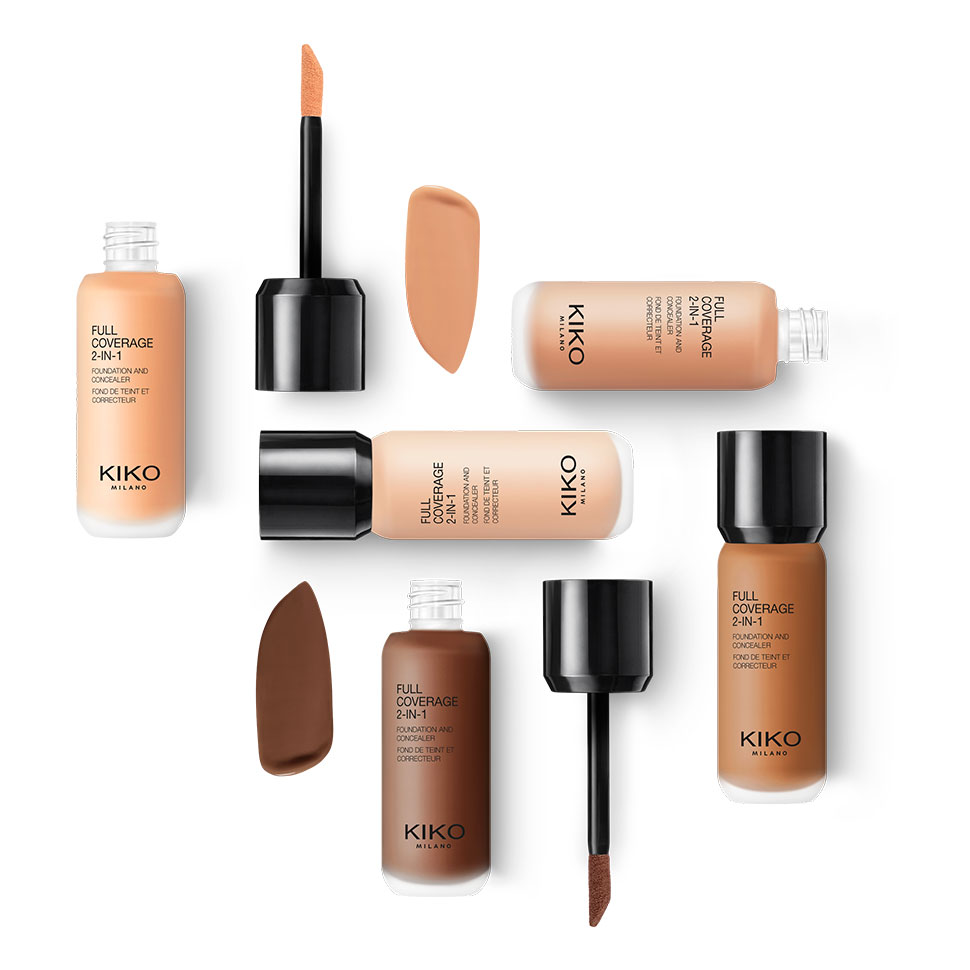 FULL
COVERAGE
2-IN-1
FOUNDATION AND
CONCEALER
FOND DE TEINT ET
CORRECTEUR
KIKO
MILANO
FULL
COVERAGE
2-IN-1
FOUNDATION AND
CONCEALER
FOND DE TEINT ET
CORRECTEUR
KIKO
MILANO
FULL
COVERAGE
2-IN-1
FOUNDATION AND
CONCEALER
FOND DE TEINT ET
CORRECTEUR
KIKO
MILANO
FULL
COVERAGE
2-IN-1
FOUNDATION AND
CONCEALER
FOND DE TEINT ET
CORRECTEUR
KIKO
MILANO
FULL
COVERAGE
2-IN-1
FOUNDATION AND
CONCEALER
FOND DE TEINT ET
CORRECTEUR
KIKO
MILANO